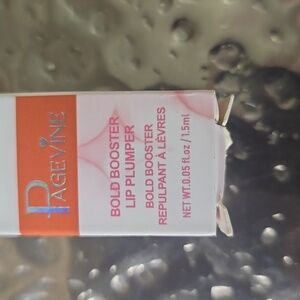 PAGEVINE
BOLD BOOSTER
LIP PLUMPER
BOLD BOOSTER
REPULPANT À LÈVRES
NET WT.0.05 fl.oz / 1.5ml